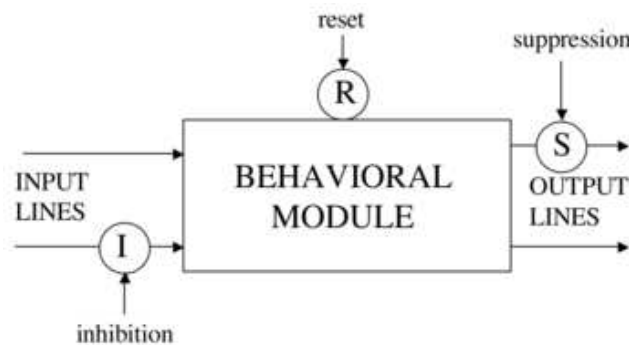 reset
suppression
R
S
INPUT
LINES
BEHAVIORAL
MODULE
OUTPUT
LINES
I
inhibition